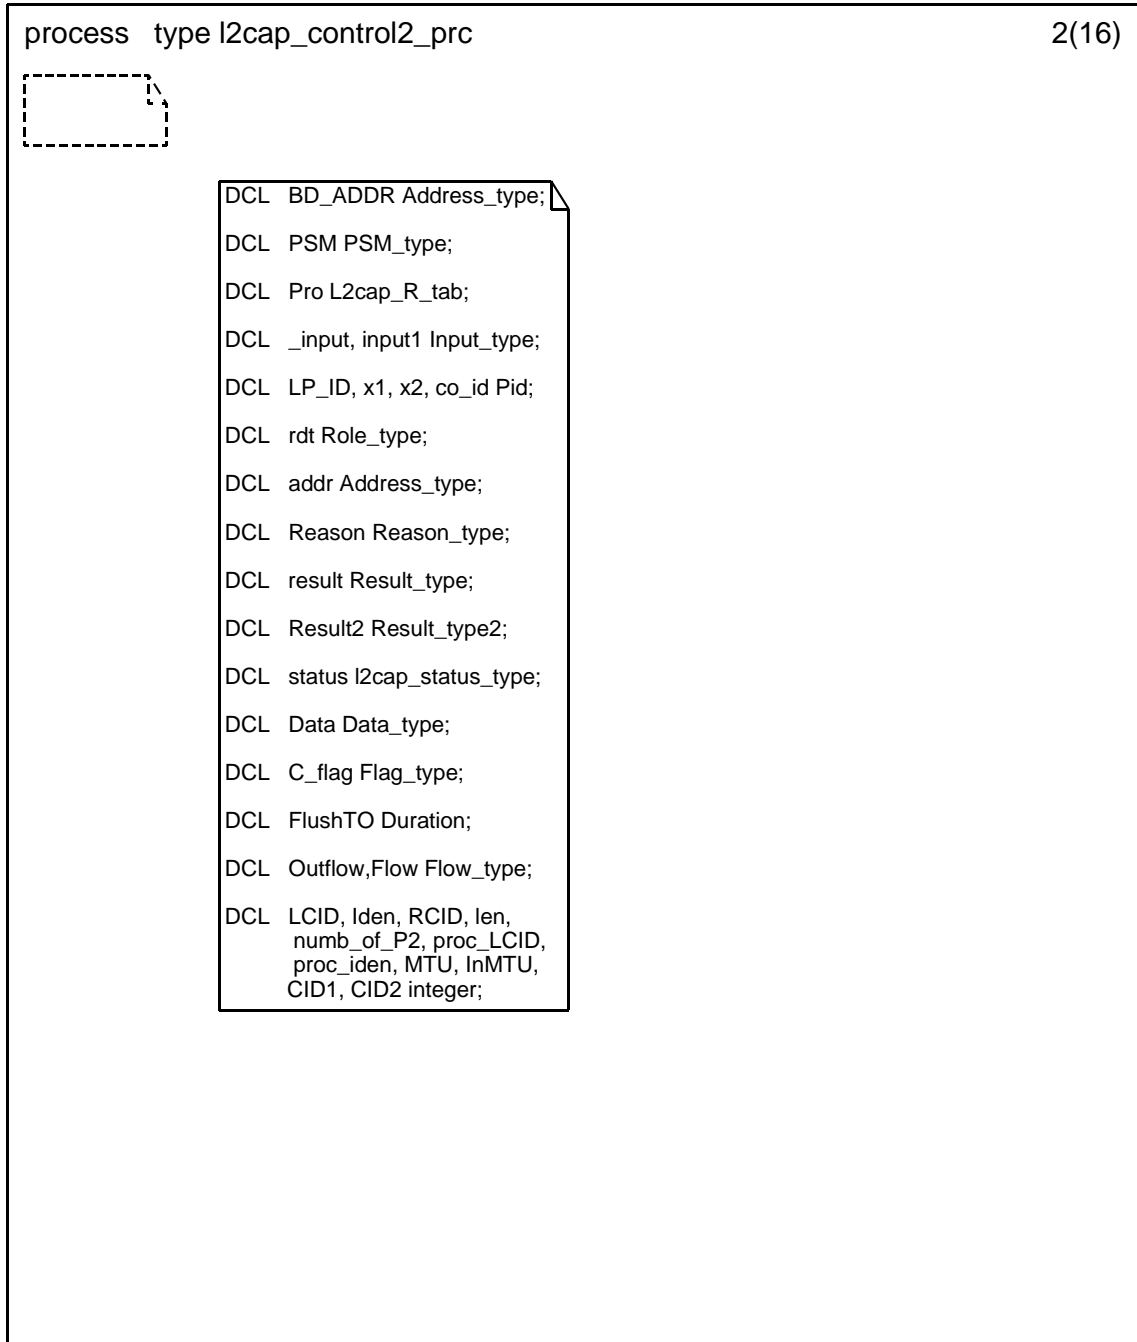 process type l2cap_control2_prc 2(16)
DCL BD_ADDR Address_type;
DCL PSM PSM_type;
DCL Pro L2cap_R_tab;
DCL _input, input1 Input_type;
DCL LP_ID, x1, x2, co_id Pid;
DCL rdt Role_type;
DCL addr Address_type;
DCL Reason Reason_type;
DCL result Result_type;
DCL Result2 Result_type2;
DCL status l2cap_status_type;
DCL Data Data_type;
DCL C_flag Flag_type;
DCL FlushTO Duration;
DCL Outflow,Flow Flow_type;
DCL LCID, Iden, RCID, len,
numb_of_P2, proc_LCID,
proc_iden, MTU, InMTU,
CID1, CID2 integer;